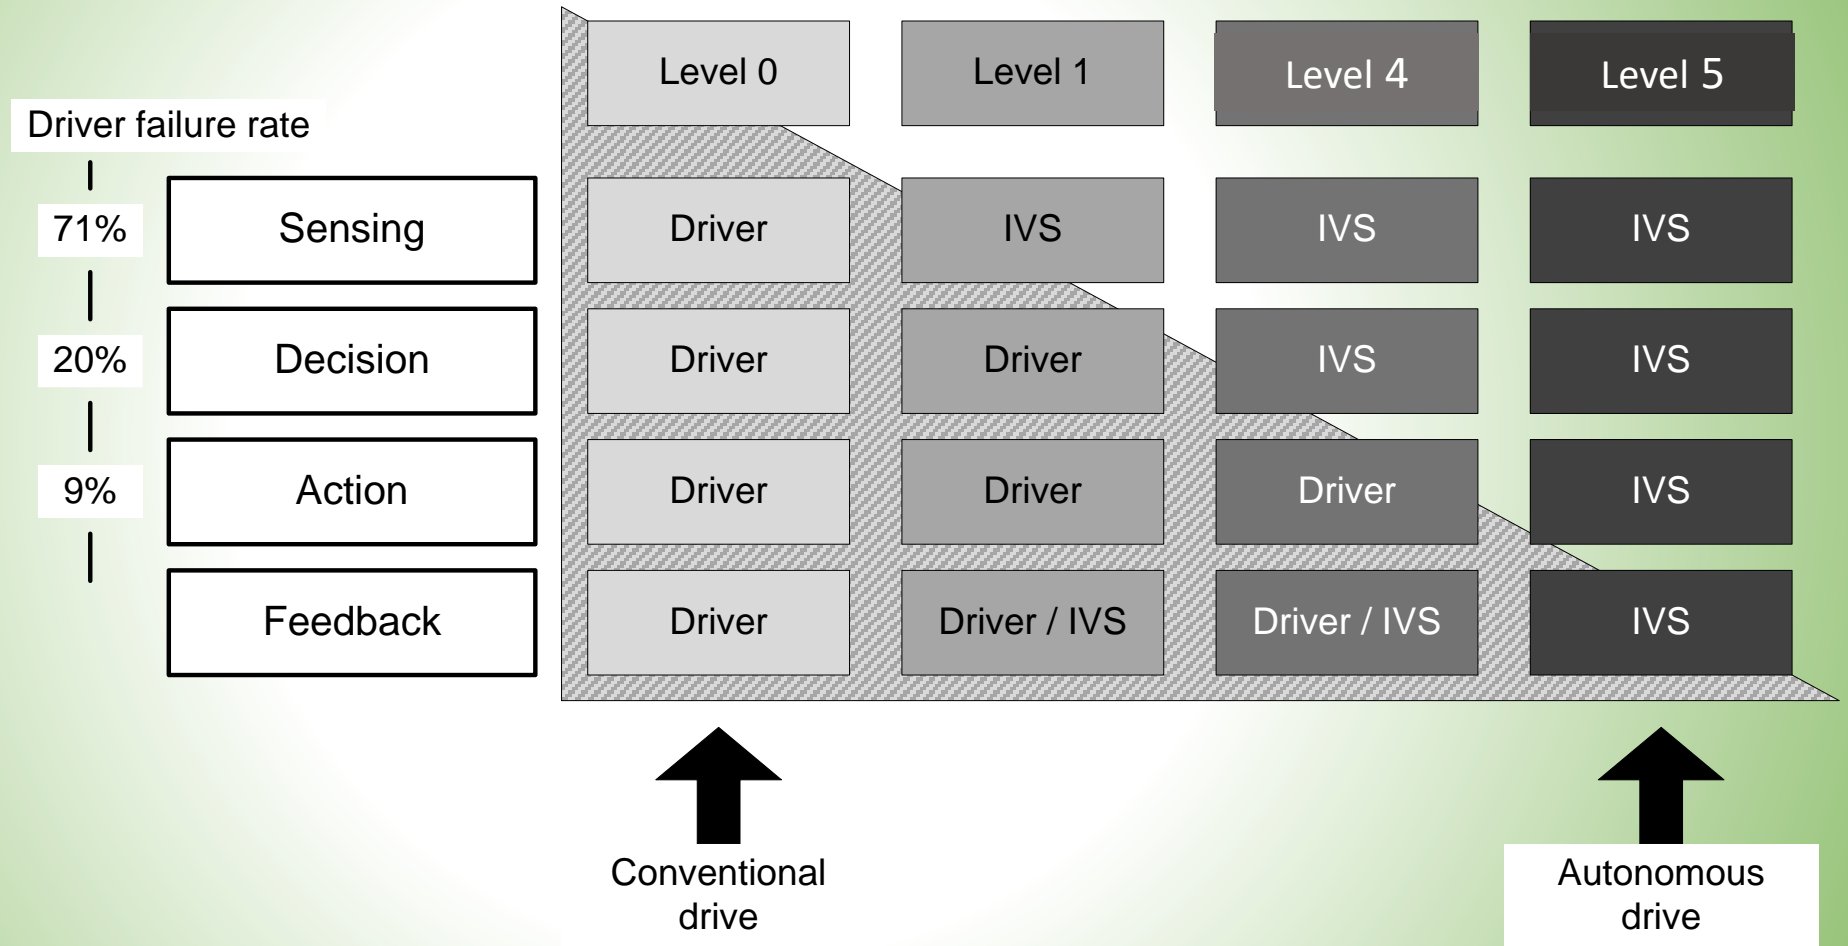 Level 0
Level 1
Level 4
Level 5
Driver failure rate
71%
Sensing
Driver
IVS
IVS
IVS
20%
Decision
Driver
Driver
IVS
IVS
9%
Action
Driver
Driver
Driver
IVS
Feedback
Driver
Driver / IVS
Driver / IVS
IVS
Conventional
drive
Autonomous
drive